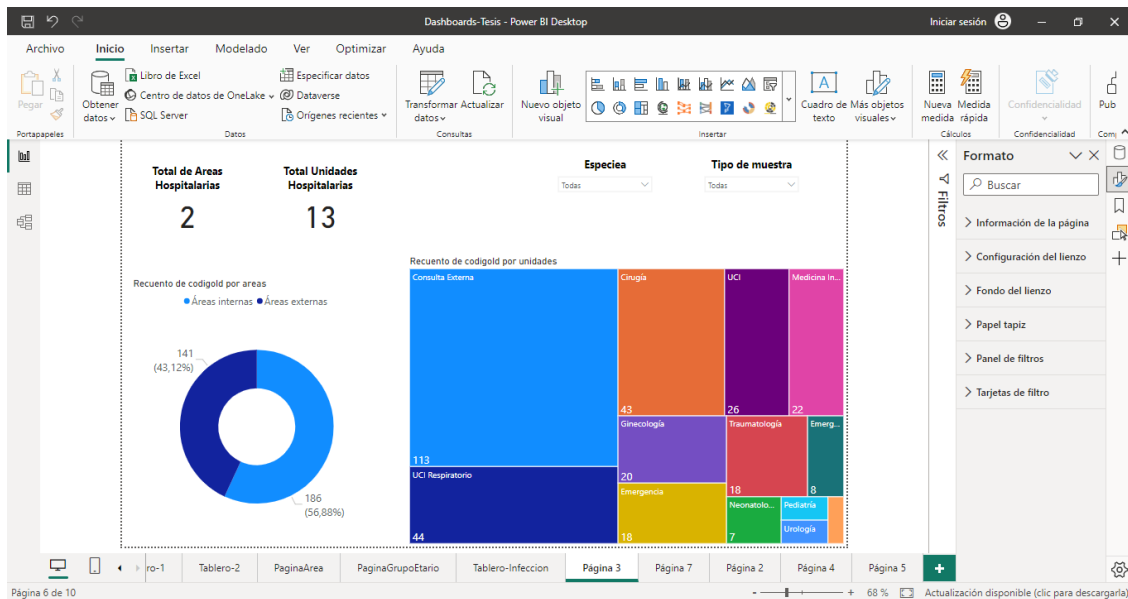 Dashboards-Tesis - Power BI Desktop
Iniciar sesión
Archivo
Inicio
Insertar
Modelado
Ver
Optimizar
Ayuda
Pegar
Portapapeles
Obtener
datos
Libro de Excel
Centro de datos de OneLake
SQL Server
Especificar datos
Dataverse
Orígenes recientes
Datos
Transformar
datos
Actualizar
Consultas
Nuevo objeto
visual
A
Cuadro de
texto
Más objetos
visuales
Insertar
Nueva
medida
Medida
rápida
Cálculos
Confidencialidad
Confidencialidad
Pub
Com
Total de Areas
Hospitalarias
2
Total Unidades
Hospitalarias
13
Especiea
Todas
Tipo de muestra
Todas
Recuento de codigold por areas
Áreas internas
Áreas externas
141
(43,12%)
186
(56,88%)
Recuento de codigold por unidades
Consulta Externa
113
UCI Respiratorio
44
Cirugía
43
UCI
26
Medicina In...
22
Ginecología
20
Emergencia
18
Traumatología
18
Emerg...
8
Neonatolo...
7
Pediatría
Urología
Filtros
Formato
Buscar
Información de la página
Configuración del lienzo
Fondo del lienzo
Papel tapiz
Panel de filtros
Tarjetas de filtro
ro-1
Tablero-2
PaginaArea
PaginaGrupoEtario
Tablero-Infeccion
Página 3
Página 7
Página 2
Página 4
Página 5
Página 6 de 10
68 %
Actualización disponible (clic para descargarla)